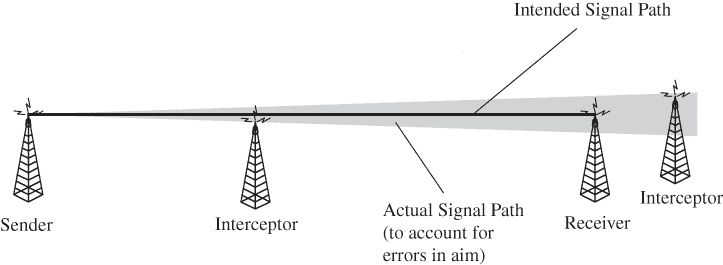 Intended Signal Path
Sender
Interceptor
Actual Signal Path
(to account for
errors in aim)
Receiver
Interceptor